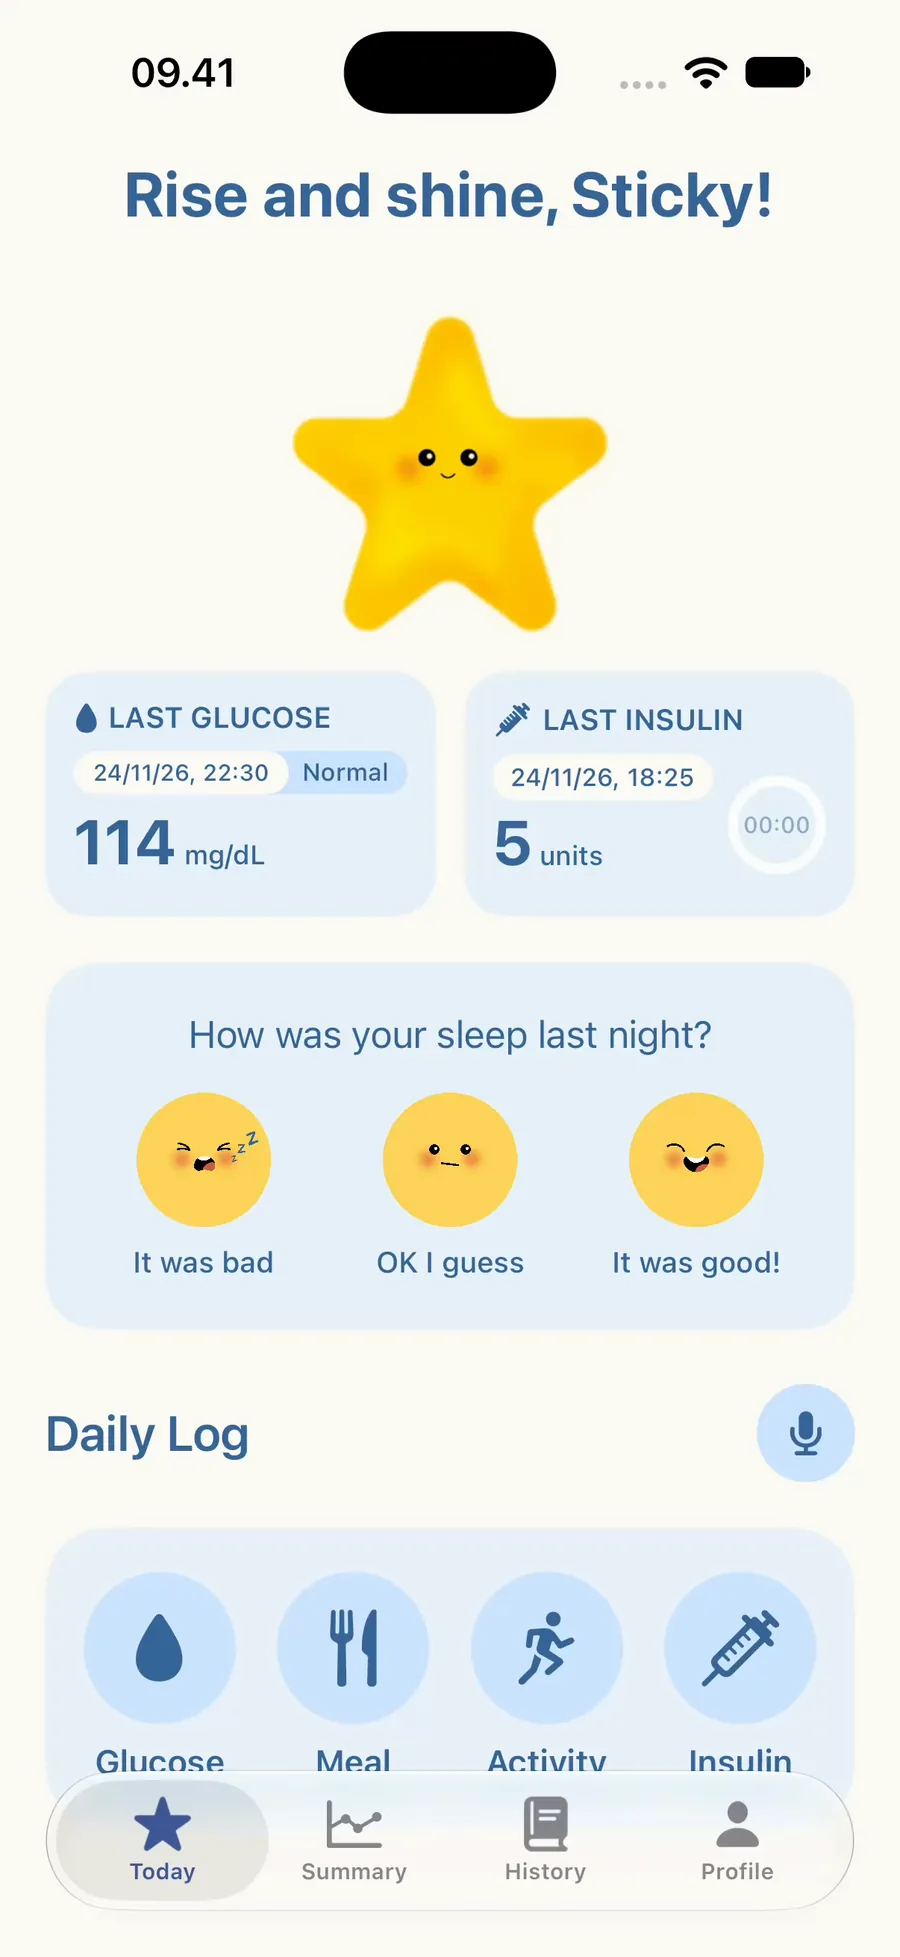 09.41
Rise and shine, Sticky!
LAST GLUCOSE
24/11/26, 22:30 Normal
114 mg/dL
LAST INSULIN
24/11/26, 18:25
5 units
00:00
How was your sleep last night?
z z z
It was bad
OK I guess
It was good!
Daily Log
Glucose
Meal
Activity
Insulin
Today
Summary
History
Profile